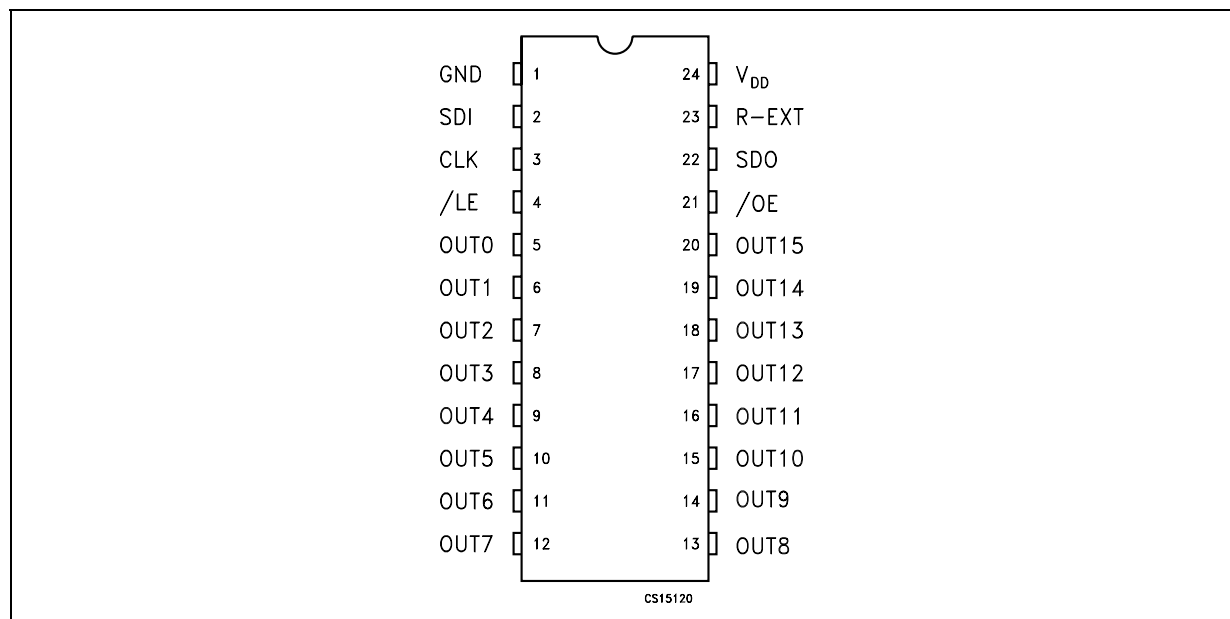 GND 1 24 VDD
SDI 2 23 R-EXT
CLK 3 22 SDO
/LE 4 21 /OE
OUT0 5 20 OUT15
OUT1 6 19 OUT14
OUT2 7 18 OUT13
OUT3 8 17 OUT12
OUT4 9 16 OUT11
OUT5 10 15 OUT10
OUT6 11 14 OUT9
OUT7 12 13 OUT8
CS15120